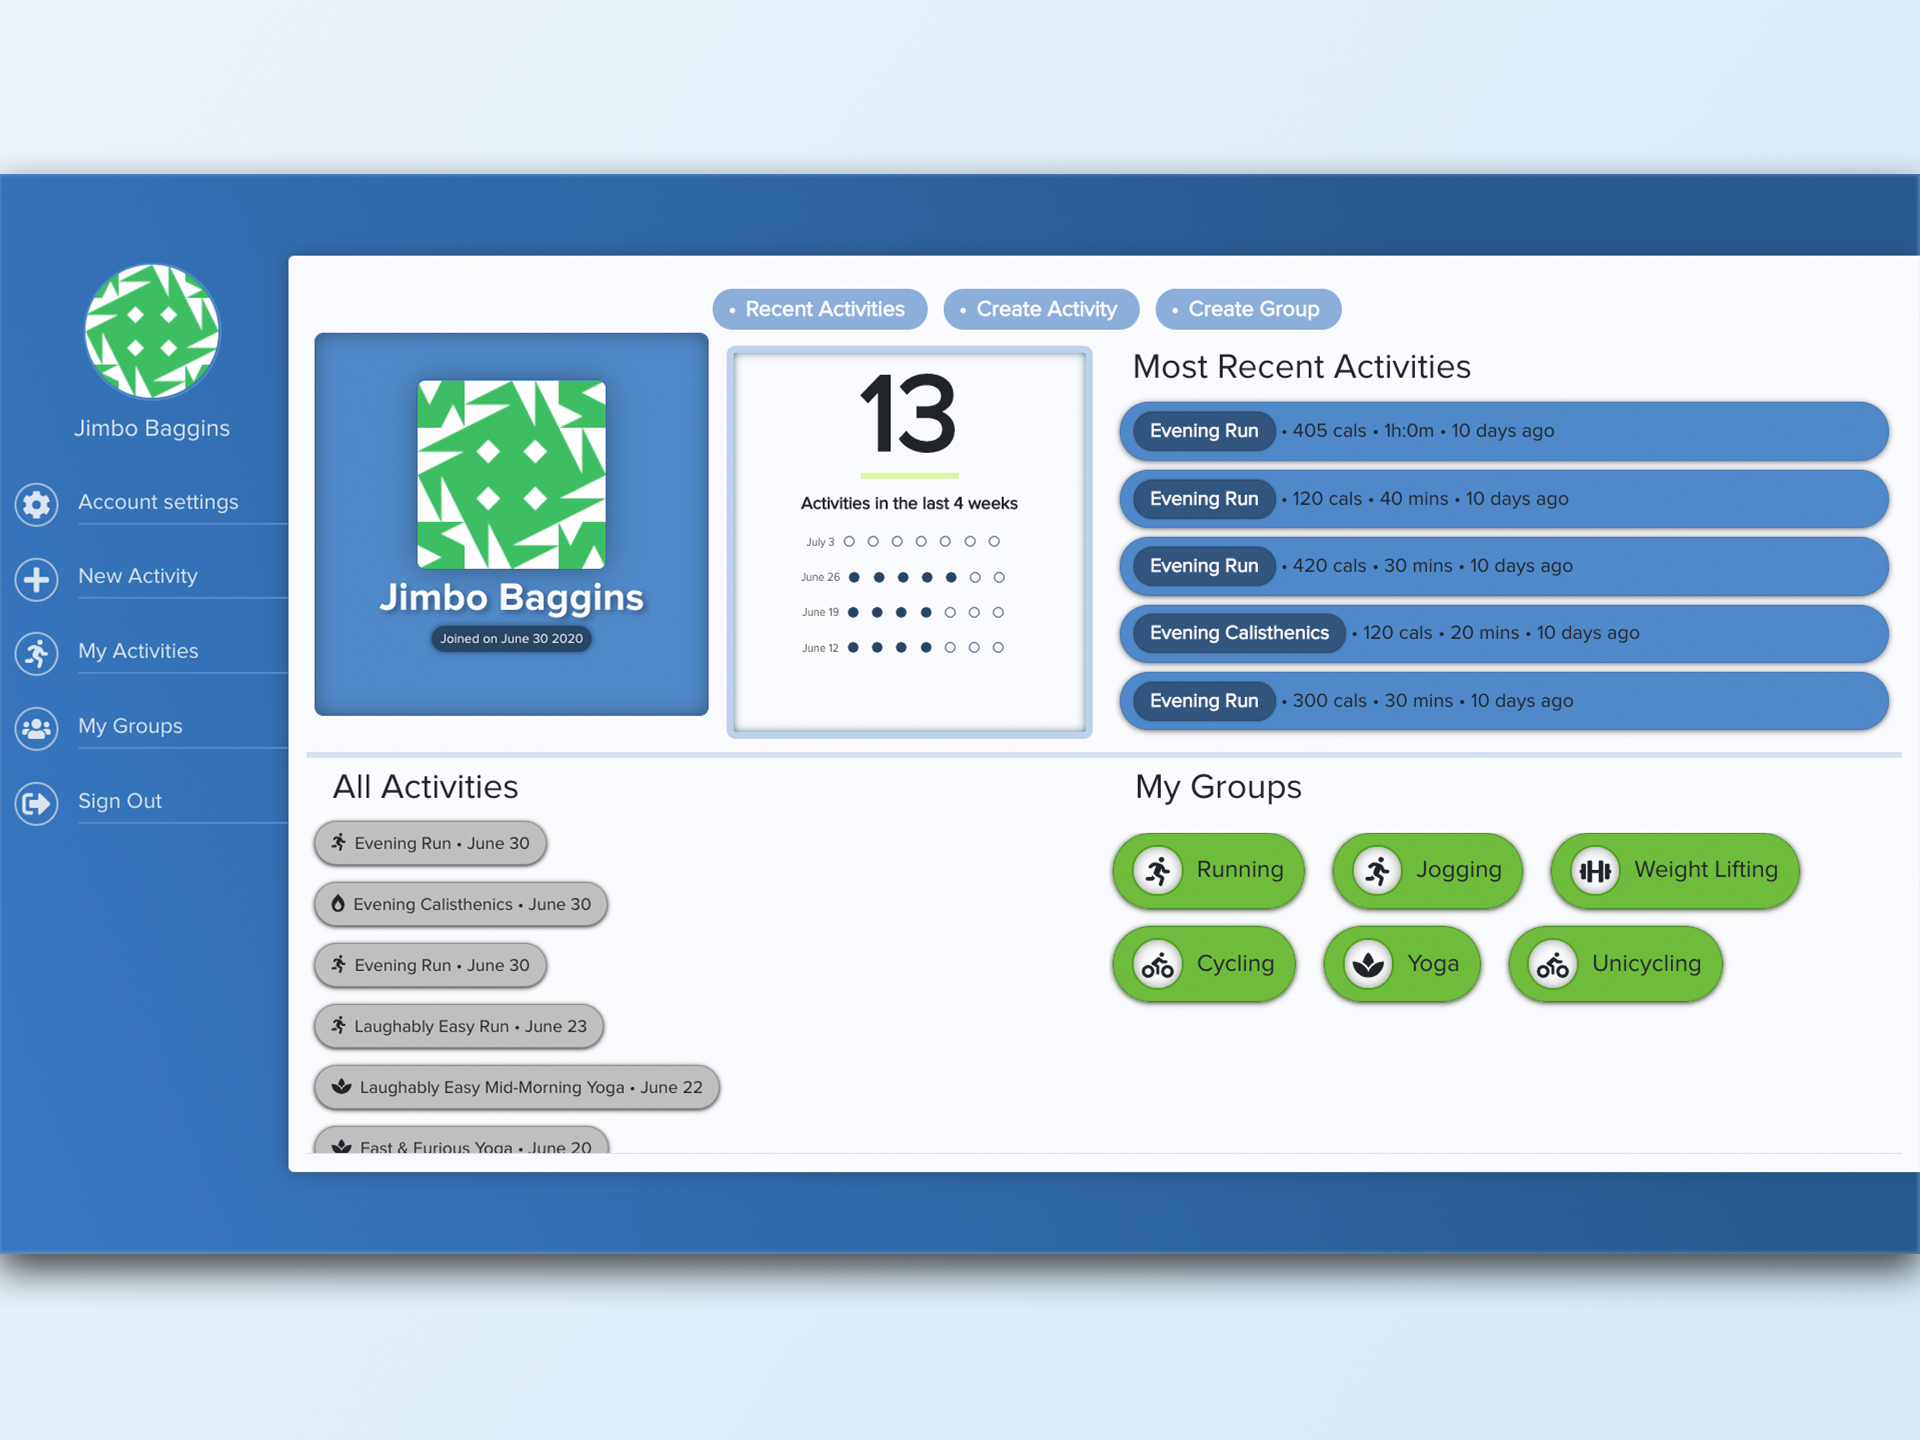 Jimbo Baggins
Account settings
New Activity
My Activities
My Groups
Sign Out
• Recent Activities
• Create Activity
• Create Group
Jimbo Baggins
Joined on June 30 2020
13
Activities in the last 4 weeks
July 3
June 26
June 19
June 12
Most Recent Activities
Evening Run • 405 cals • 1h:0m • 10 days ago
Evening Run • 120 cals • 40 mins • 10 days ago
Evening Run • 420 cals • 30 mins • 10 days ago
Evening Calisthenics • 120 cals • 20 mins • 10 days ago
Evening Run • 300 cals • 30 mins • 10 days ago
All Activities
Evening Run • June 30
Evening Calisthenics • June 30
Evening Run • June 30
Laughably Easy Run • June 23
Laughably Easy Mid-Morning Yoga • June 22
Fast & Furious Yoga • June 20
My Groups
Running
Jogging
Weight Lifting
Cycling
Yoga
Unicycling